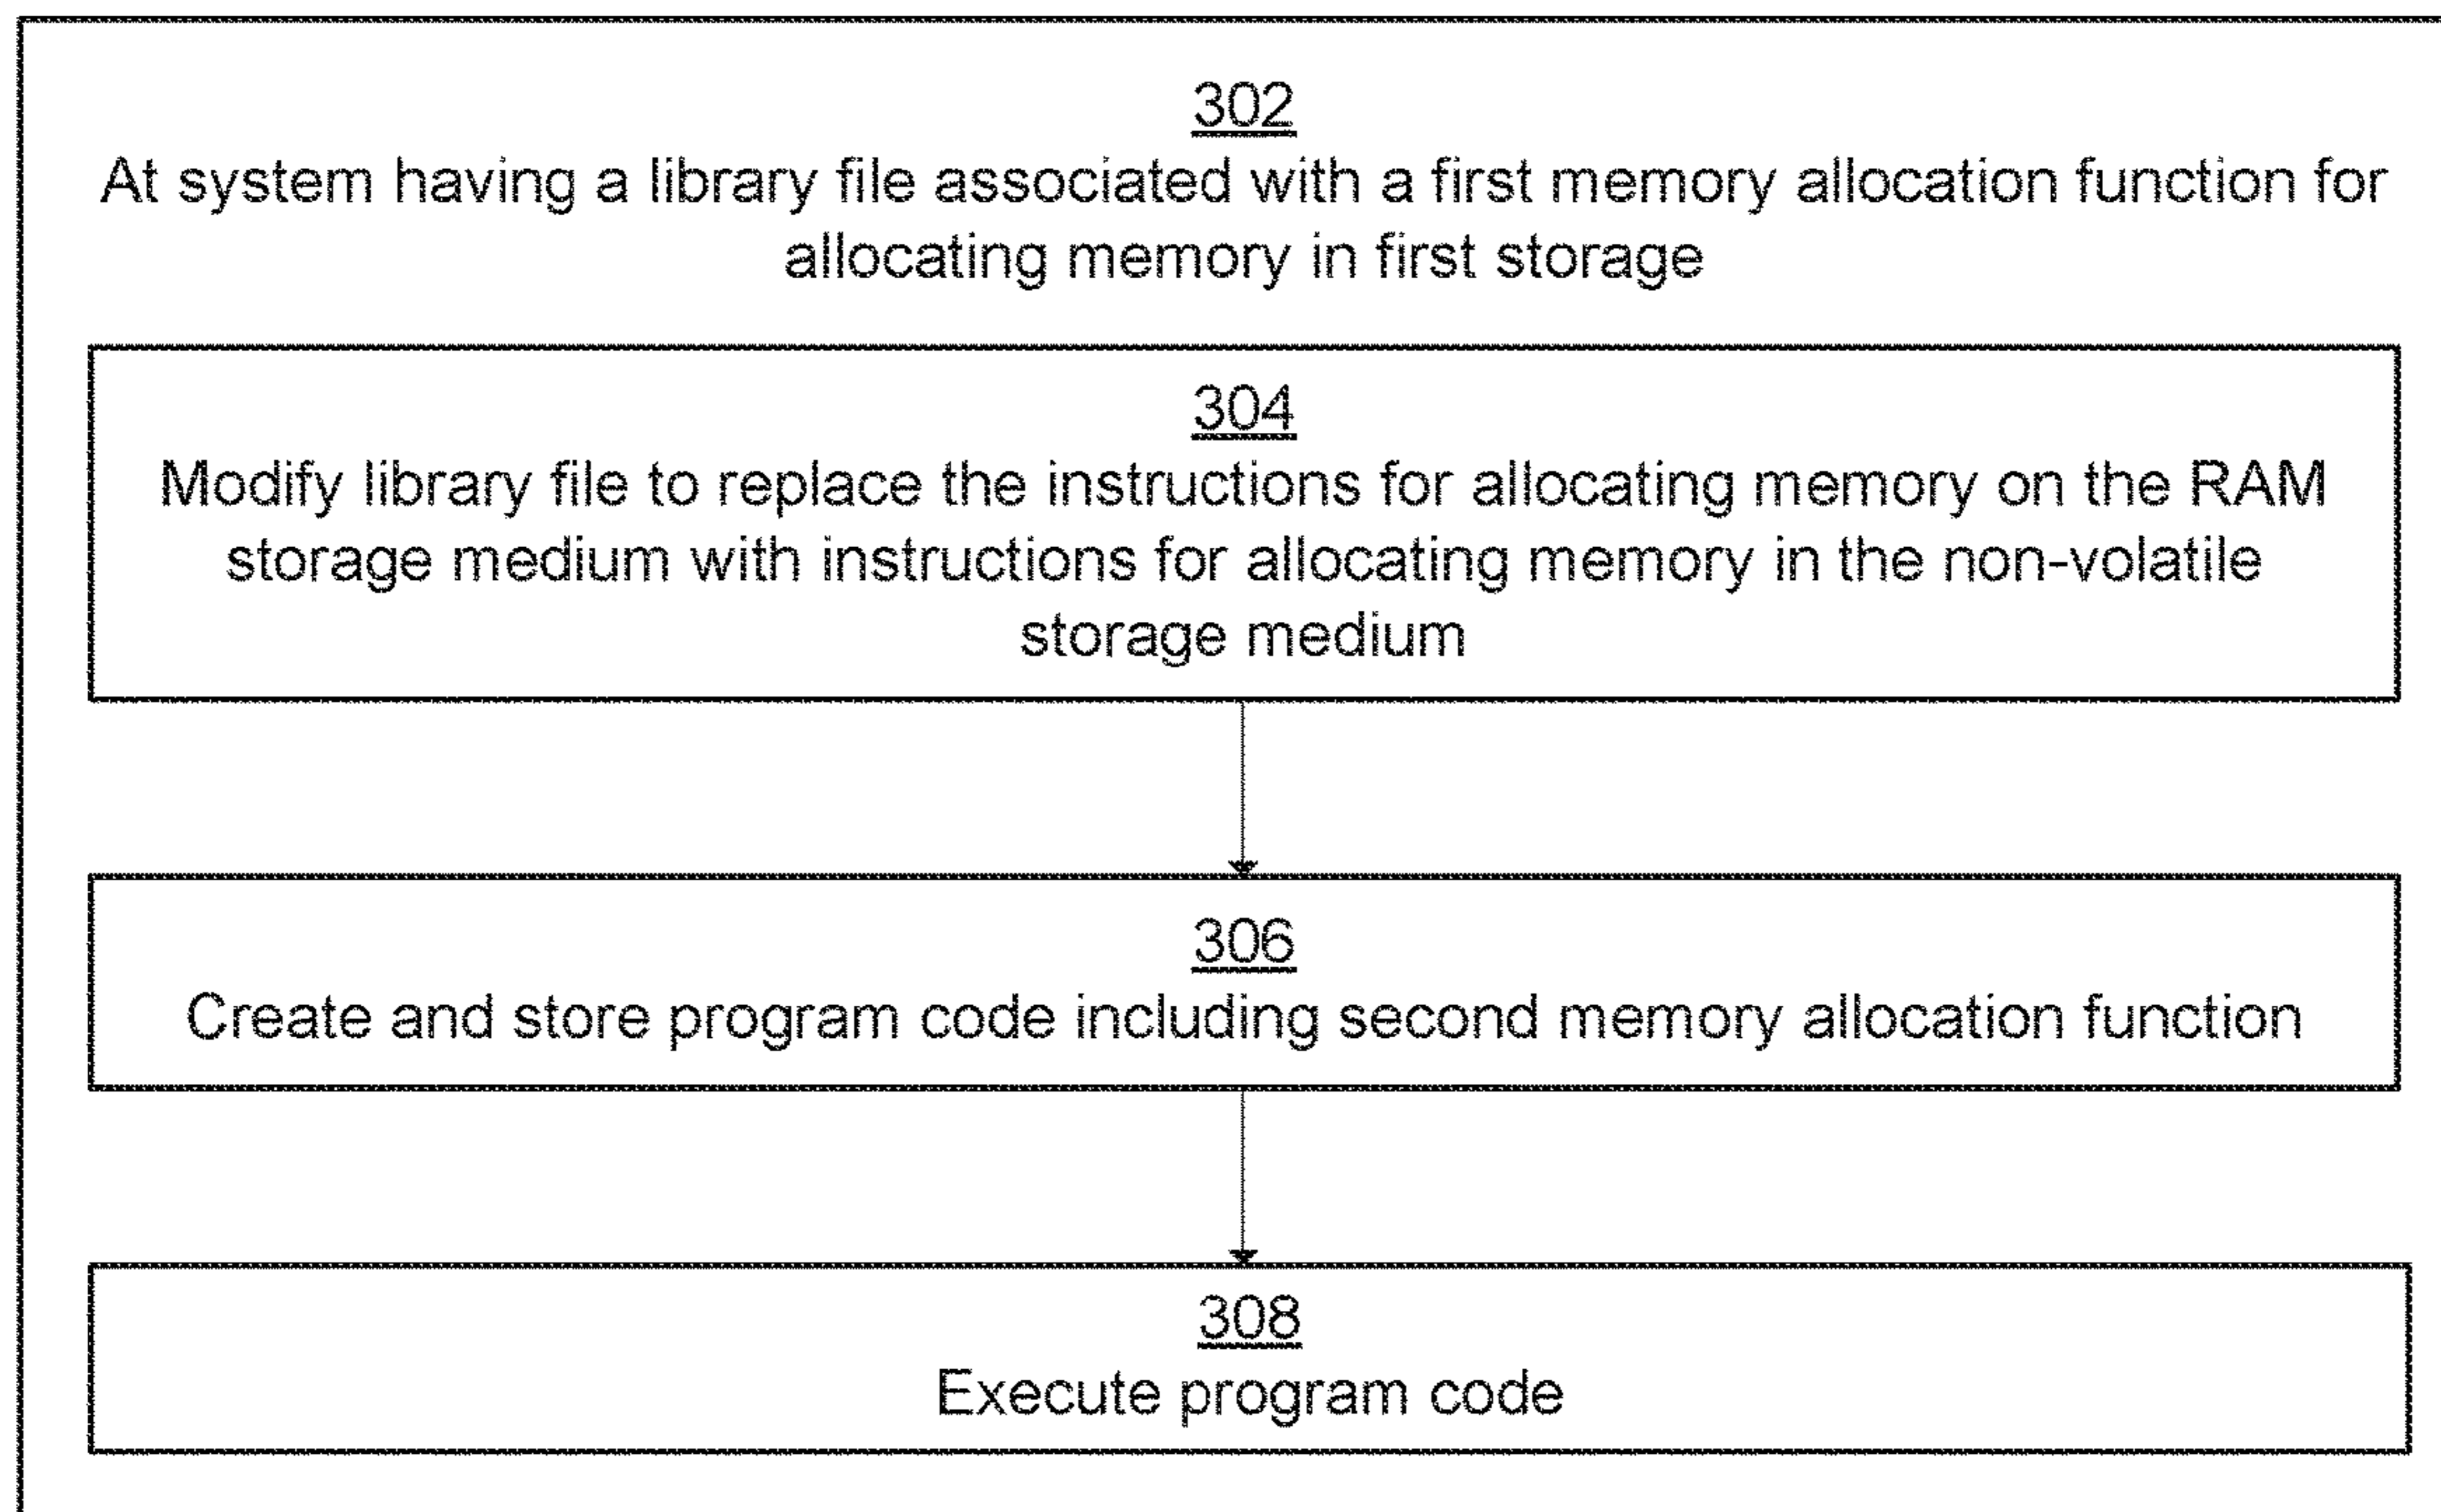 302
At system having a library file associated with a first memory allocation function for
allocating memory in first storage
304
Modify library file to replace the instructions for allocating memory on the RAM
storage medium with instructions for allocating memory in the non-volatile
storage medium
306
Create and store program code including second memory allocation function
308
Execute program code